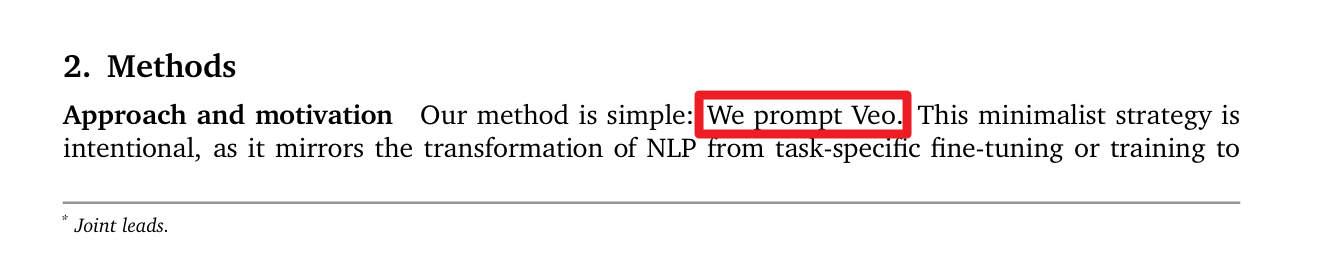 2. Methods
Approach and motivation Our method is simple: We prompt Veo. This minimalist strategy is
intentional, as it mirrors the transformation of NLP from task-specific fine-tuning or training to
* Joint leads.